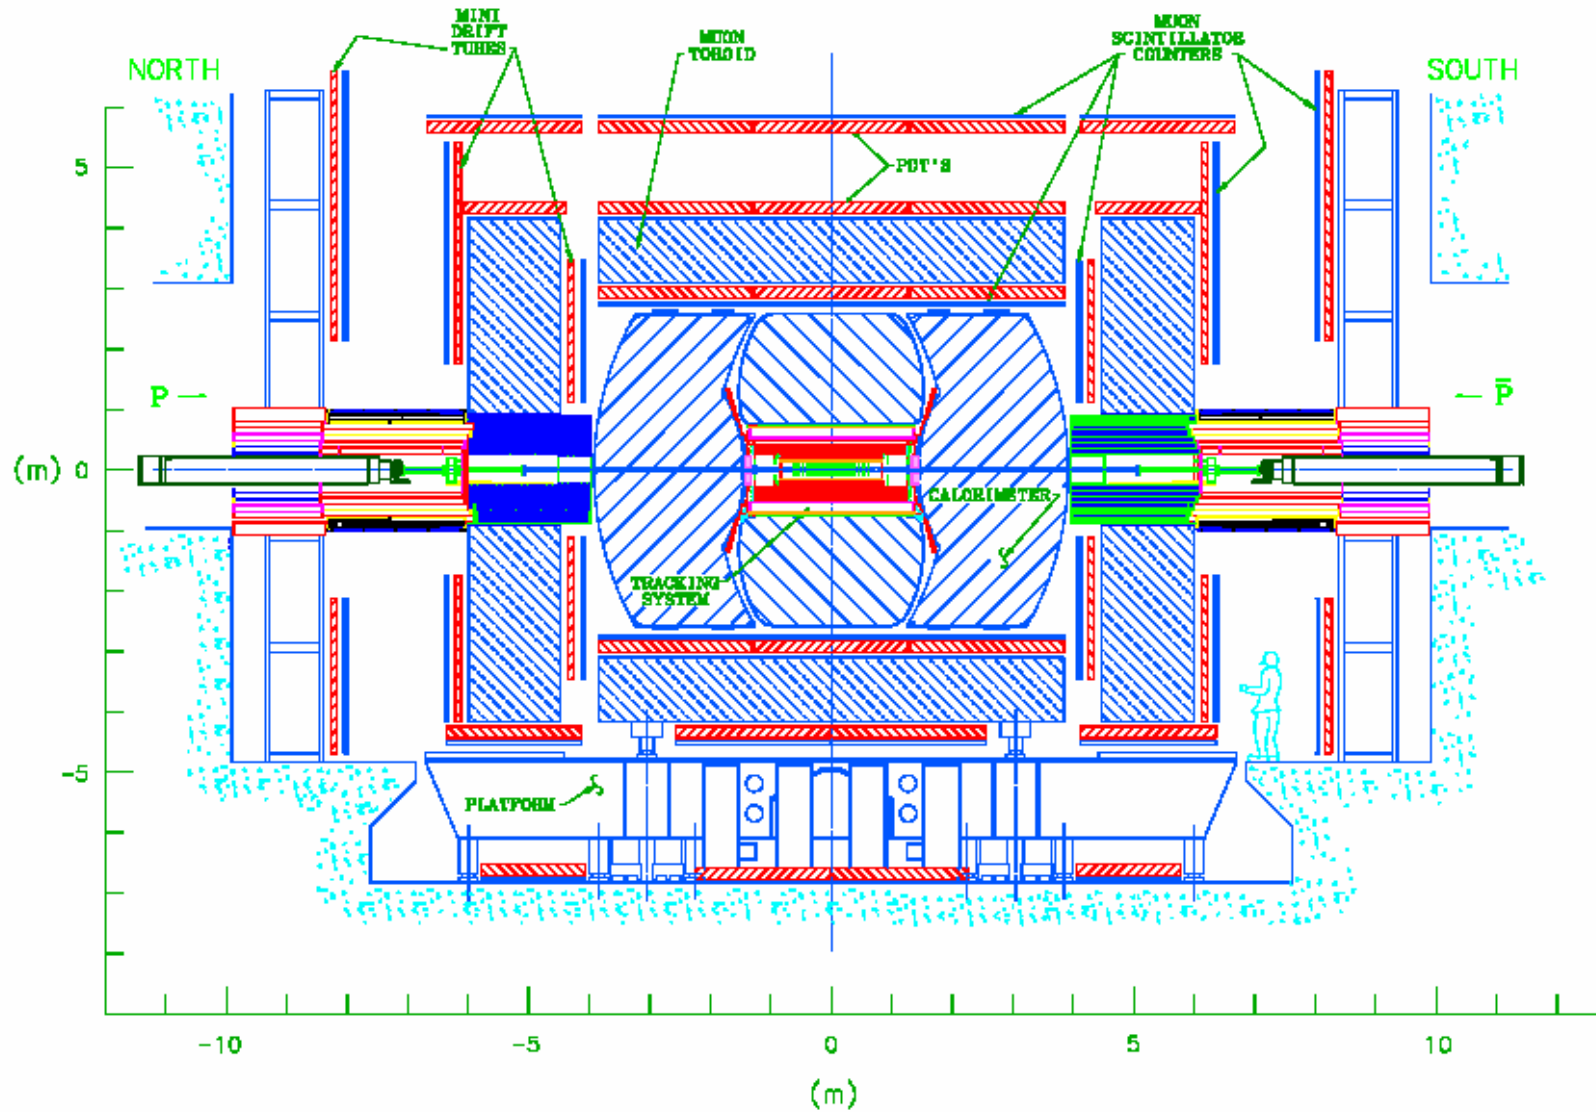 MINI
DRIFT
TUBES
MUON
TOROID
MUON
SCINTILLATOR
COUNTERS
NORTH
SOUTH
5
PDT'S
P →
← P̅
(m)
0
CALORIMETER
TRACKING
SYSTEM
-5
PLATFORM
-10
-5
0
5
10
(m)